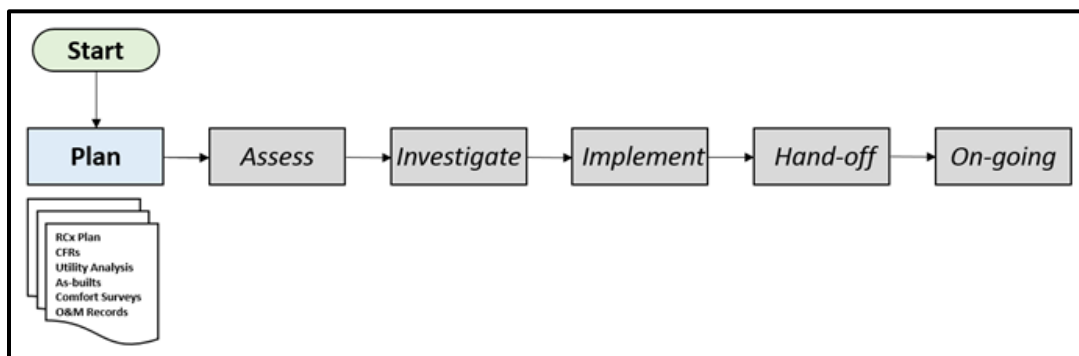 Start
Plan
Assess
Investigate
Implement
Hand-off
On-going
RCx Plan
CFRs
Utility Analysis
As-builts
Comfort Surveys
O&M Records